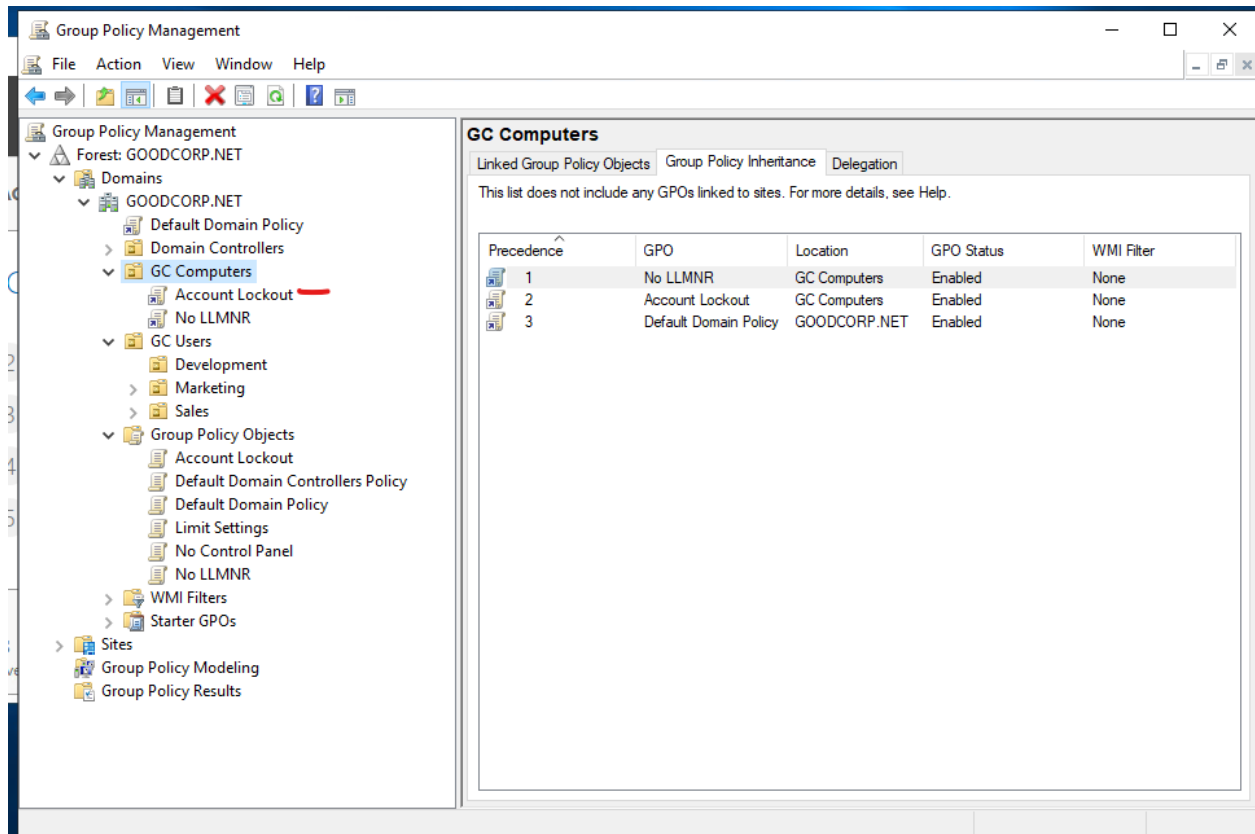 Group Policy Management
File Action View Window Help
Group Policy Management
Forest: GOODCORP.NET
Domains
GOODCORP.NET
Default Domain Policy
Domain Controllers
GC Computers
Account Lockout
No LLMNR
GC Users
Development
Marketing
Sales
Group Policy Objects
Account Lockout
Default Domain Controllers Policy
Default Domain Policy
Limit Settings
No Control Panel
No LLMNR
WMI Filters
Starter GPOs
Sites
Group Policy Modeling
Group Policy Results
GC Computers
Linked Group Policy Objects Group Policy Inheritance Delegation
This list does not include any GPOs linked to sites. For more details, see Help.
Precedence GPO Location GPO Status WMI Filter
1 No LLMNR GC Computers Enabled None
2 Account Lockout GC Computers Enabled None
3 Default Domain Policy GOODCORP.NET Enabled None